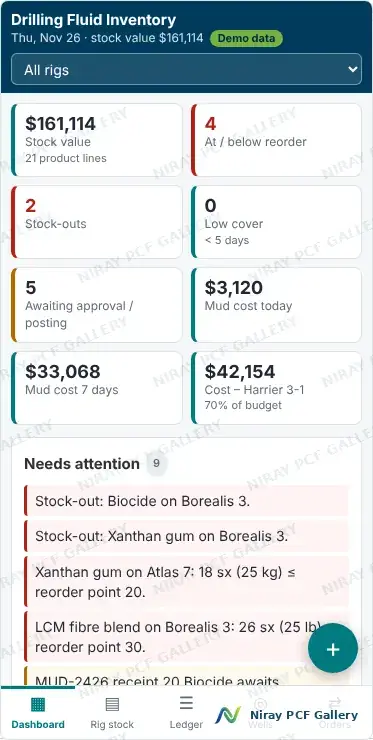 Drilling Fluid Inventory
Thu, Nov 26 · stock value $161,114 Demo data
All rigs
$161,114
Stock value
21 product lines
4
At / below reorder
2
Stock-outs
0
Low cover
< 5 days
5
Awaiting approval /
posting
$3,120
Mud cost today
$33,068
Mud cost 7 days
$42,154
Cost – Harrier 3-1
70% of budget
Needs attention 9
Stock-out: Biocide on Borealis 3.
Stock-out: Xanthan gum on Borealis 3.
Xanthan gum on Atlas 7: 18 sx (25 kg) ≤
reorder point 20.
LCM fibre blend on Borealis 3: 26 sx (25 lb)
reorder point 30.
+
MUD-2426 receipt 20 Biocide awaits
Dashboard Rig stock Ledger Wells Orders
Niray PCF Gallery
NIRAY PCF GALLERY